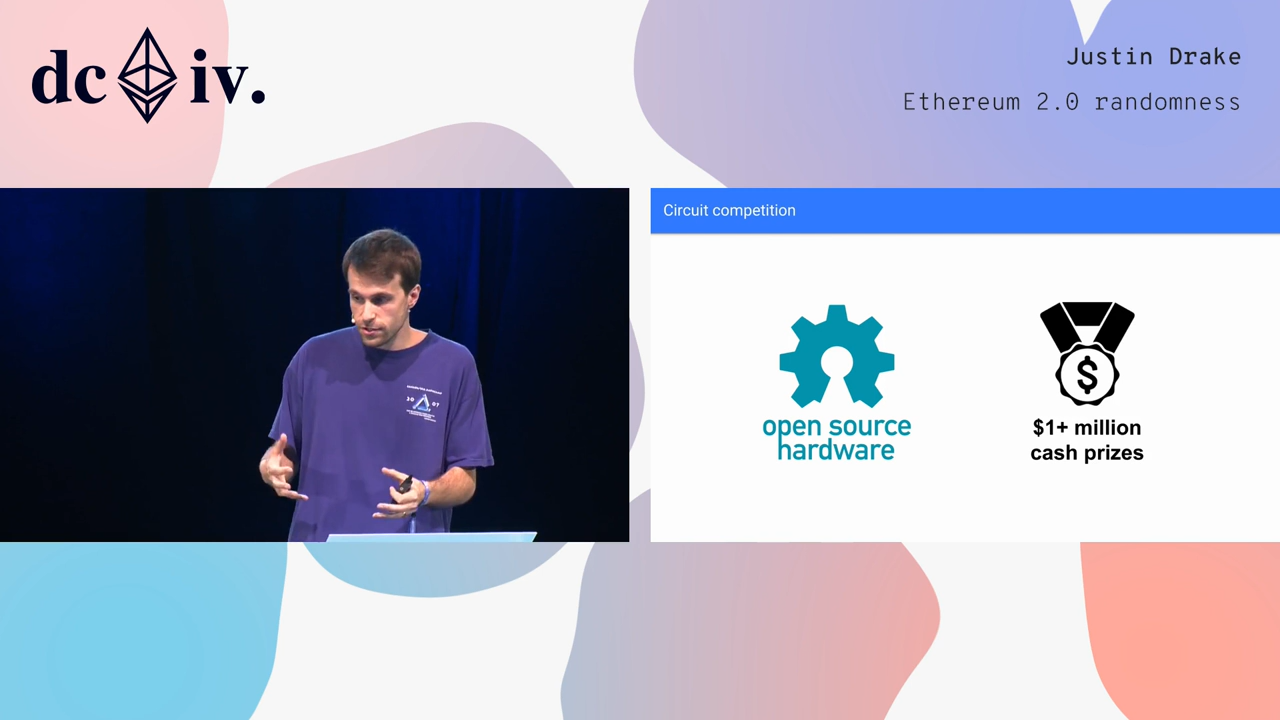 dc iv.
Justin Drake
Ethereum 2.0 randomness
Circuit competition
open source
hardware
$
$1+ million
cash prizes